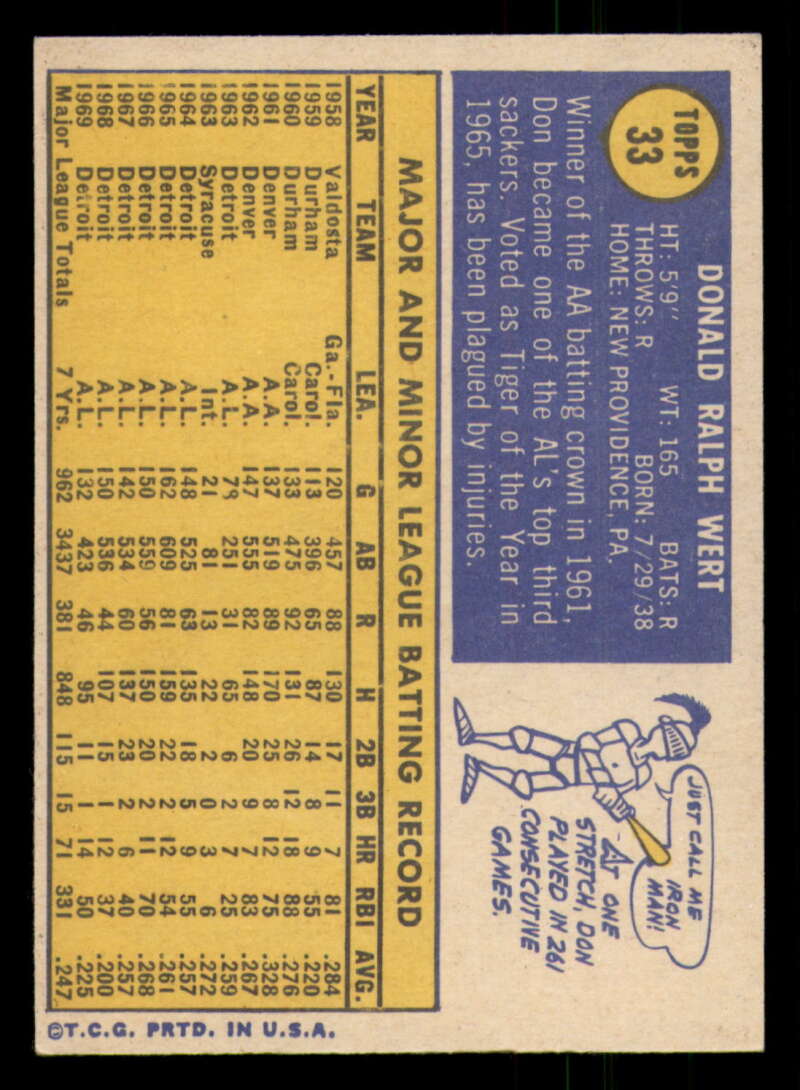 TOPPS
33
DONALD RALPH WERT
HT: 5'9" WT: 165 BATS: R
THROWS: R BORN: 7/29/38
HOME: NEW PROVIDENCE, PA.
Winner of the AA batting crown in 1961,
Don became one of the AL's top third
sackers. Voted as Tiger of the Year in
1965, has been plagued by injuries.
JUST CALL ME
IRON
MAN!
AT ONE
STRETCH, DON
PLAYED IN 261
CONSECUTIVE
GAMES.
MAJOR AND MINOR LEAGUE BATTING RECORD
YEAR TEAM LEA. G AB R H 2B 3B HR RBI AVG.
1958 Valdosta Ga.-Fla. 120 457 88 130 17 11 7 81 .284
1959 Durham Carol. 113 396 65 87 14 8 9 55 .220
1960 Durham Carol. 133 475 92 131 26 12 18 88 .276
1961 Denver A.A. 137 519 89 170 25 8 12 75 .328
1962 Denver A.A. 147 555 82 148 20 9 7 83 .267
1963 Detroit A.L. 78 251 31 65 6 2 7 25 .259
1963 Syracuse Int. 21 81 13 22 2 0 3 6 .272
1964 Detroit A.L. 148 525 63 135 18 5 9 55 .257
1965 Detroit A.L. 162 609 81 159 22 2 12 54 .261
1966 Detroit A.L. 150 559 56 150 20 2 11 70 .268
1967 Detroit A.L. 142 534 60 137 23 2 6 40 .257
1968 Detroit A.L. 150 536 44 107 15 1 12 37 .200
1969 Detroit A.L. 132 423 46 95 11 1 14 50 .225
Major League Totals 7 Yrs. 962 3437 381 848 115 15 71 331 .247
©T.C.G. PRTD. IN U.S.A.